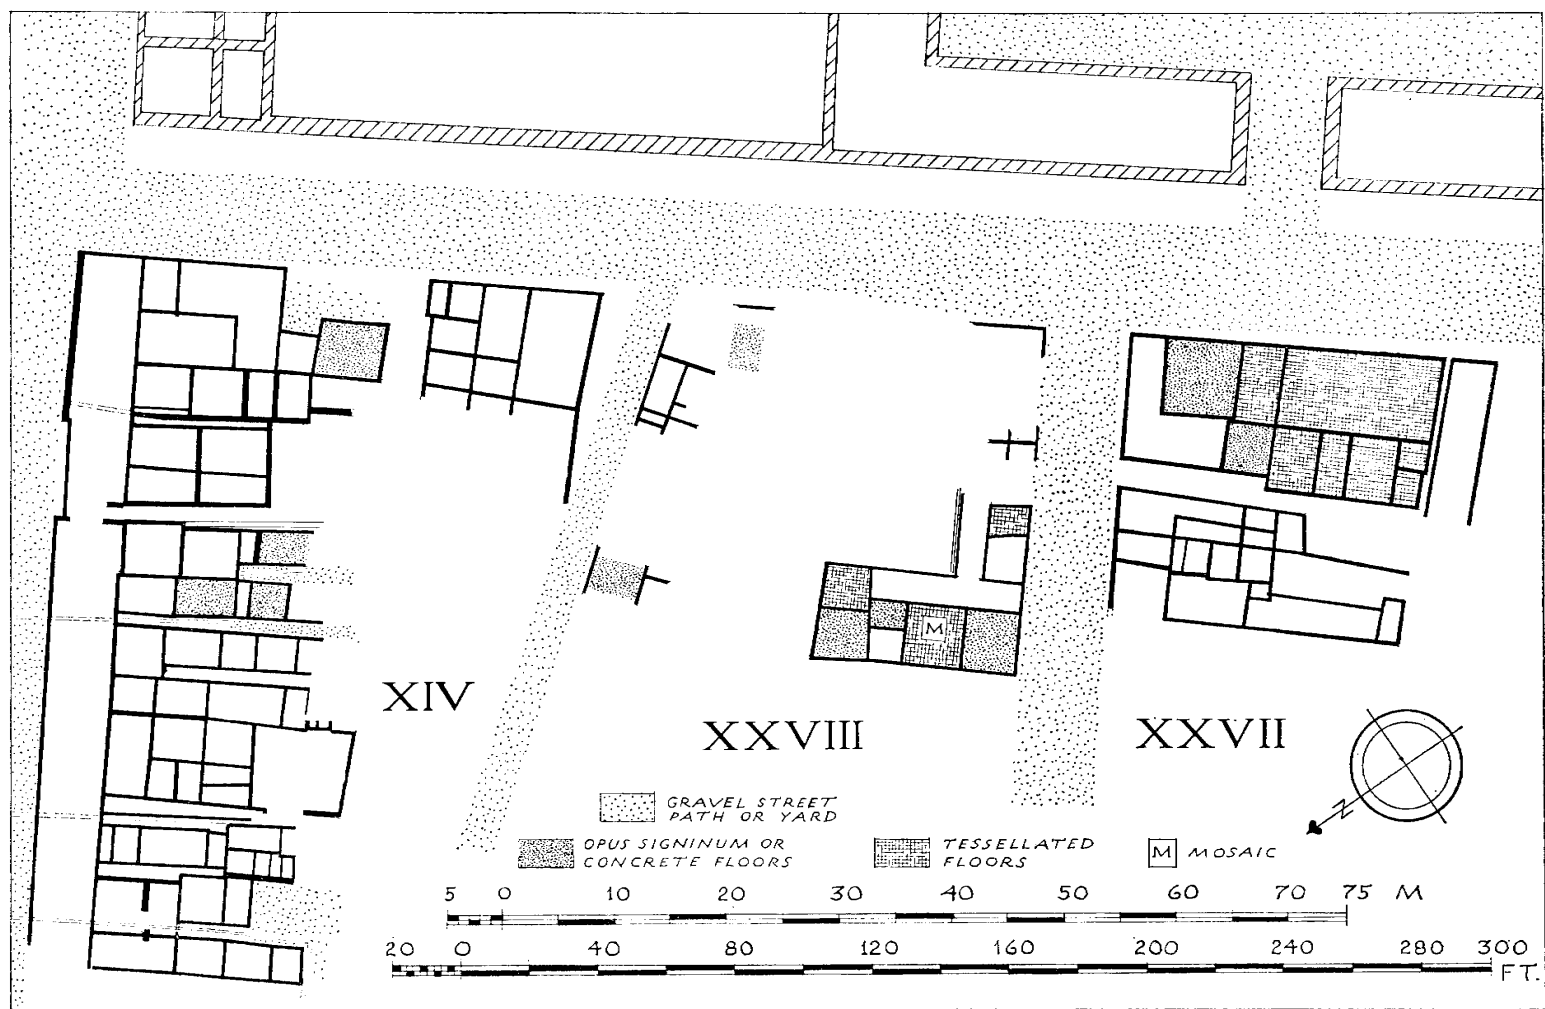 XIV
XXVIII
XXVII
M
N
GRAVEL STREET
PATH OR YARD
OPUS SIGNINUM OR
CONCRETE FLOORS
TESSELLATED
FLOORS
M MOSAIC
5 0 10 20 30 40 50 60 70 75 M
20 0 40 80 120 160 200 240 280 300
FT.